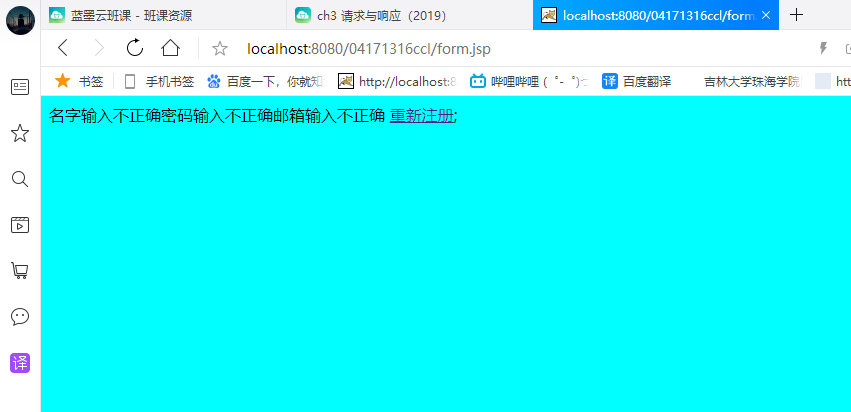 蓝墨云班课 - 班课资源
ch3 请求与响应（2019）
localhost:8080/04171316ccl/form
localhost:8080/04171316ccl/form.jsp
书签
手机书签
百度一下，你就知
http://localhost:8
哔哩哔哩 ( ゜- ゜)つ
百度翻译
吉林大学珠海学院
htt
名字输入不正确密码输入不正确邮箱输入不正确 重新注册;
译